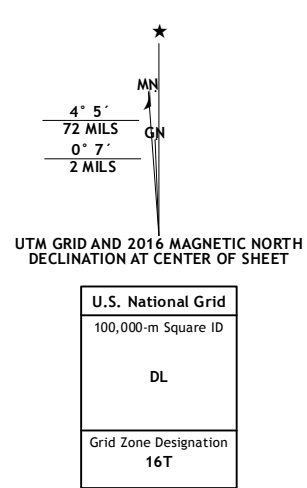 ★
MN
4° 5´
72 MILS
GN
0° 7´
2 MILS
UTM GRID AND 2016 MAGNETIC NORTH
DECLINATION AT CENTER OF SHEET
U.S. National Grid
100,000-m Square ID
DL
Grid Zone Designation
16T